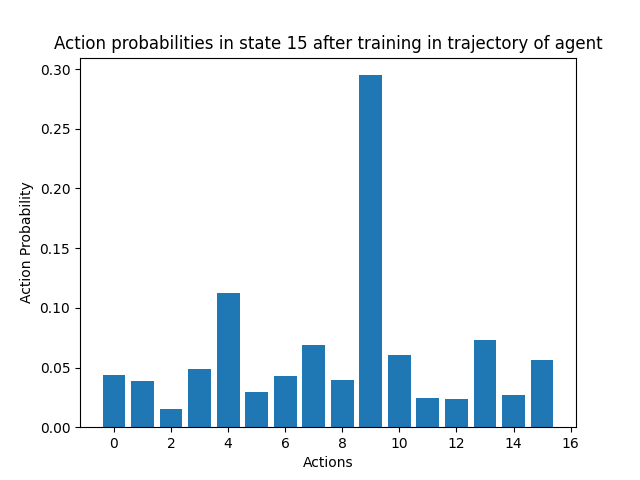 Action probabilities in state 15 after training in trajectory of agent
0.30
0.25
0.20
0.15
0.10
0.05
0.00
Action Probability
0 2 4 6 8 10 12 14 16
Actions